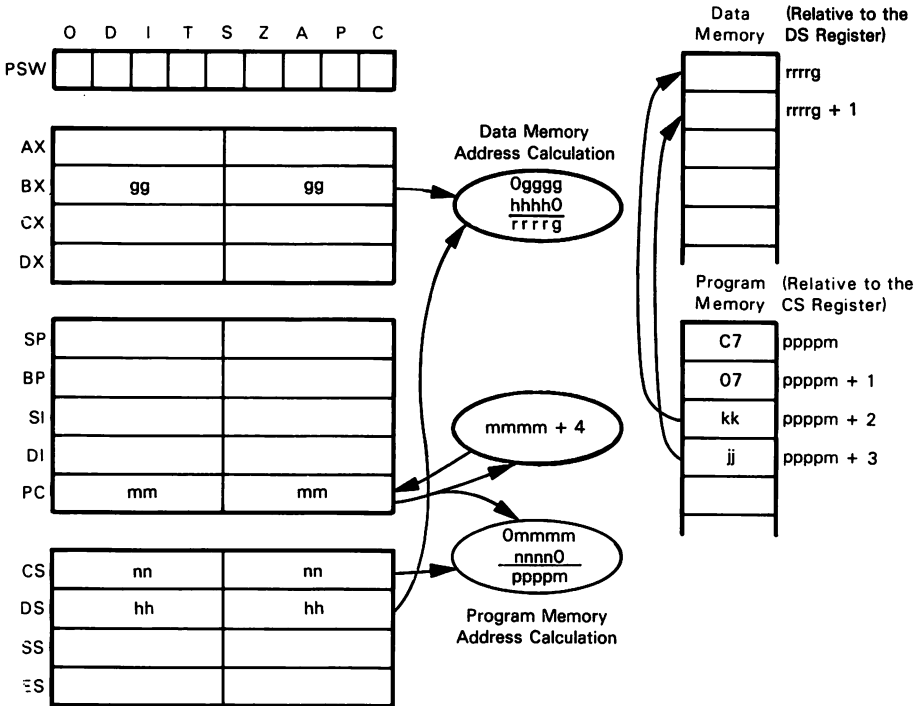 O D I T S Z A P C
PSW
AX
BX gg gg
CX
DX
SP
BP
SI
DI
PC mm mm
CS nn nn
DS hh hh
SS
ES
Data Memory
Address Calculation
0gggg
hhhh0
rrrrg
mmmm + 4
0mmmm
nnnn0
ppppm
Program Memory
Address Calculation
Data
Memory
(Relative to the
DS Register)
rrrrg
rrrrg + 1
Program
Memory
(Relative to the
CS Register)
C7 ppppm
07 ppppm + 1
kk ppppm + 2
jj ppppm + 3